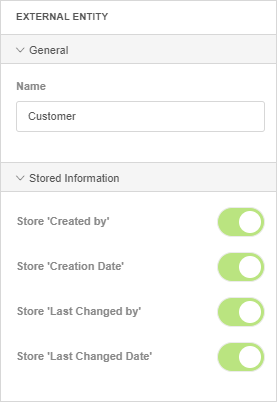 EXTERNAL ENTITY
General
Name
Customer
Stored Information
Store 'Created by'
Store 'Creation Date'
Store 'Last Changed by'
Store 'Last Changed Date'